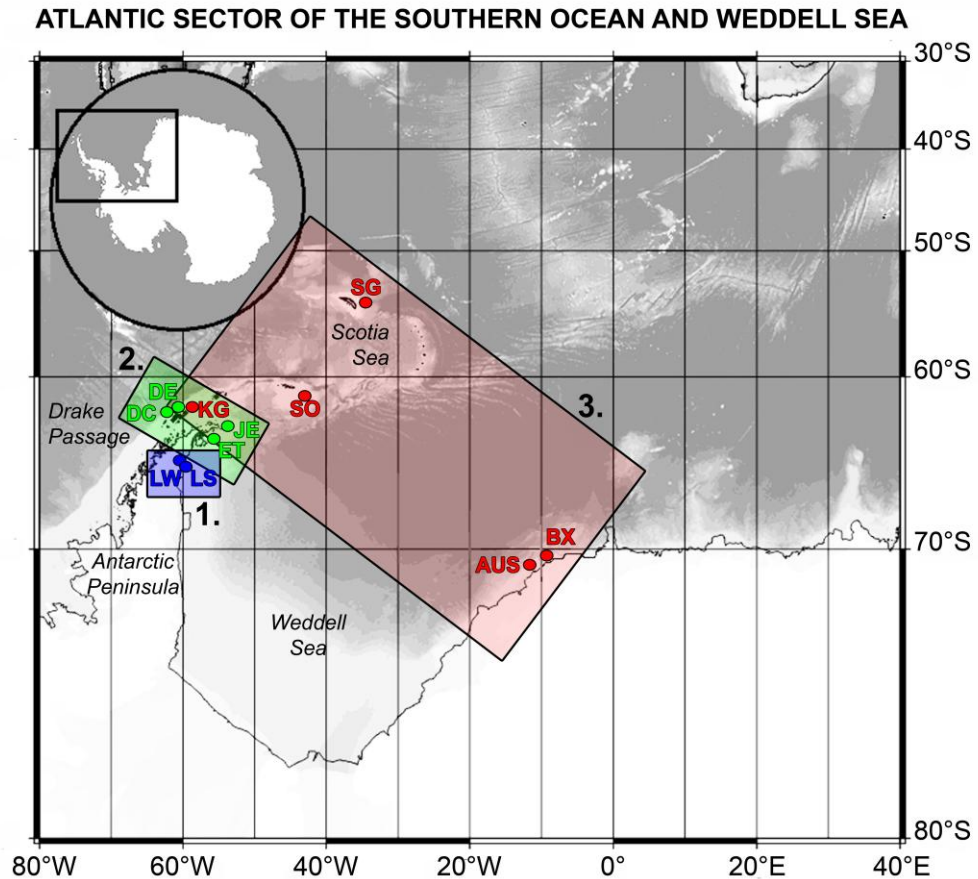 ATLANTIC SECTOR OF THE SOUTHERN OCEAN AND WEDDELL SEA
30°S
40°S
50°S
SG
Scotia
Sea
60°S
2.
DE
DC
KG
SO
3.
Drake
Passage
JE
ET
LW LS
1.
BX
AUS
70°S
Antarctic
Peninsula
Weddell
Sea
80°S
80°W 60°W 40°W 20°W 0° 20°E 40°E